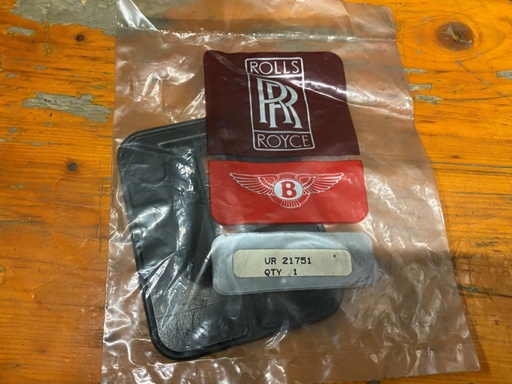 ROLLS
RR
ROYCE
B
UR 21751
QTY 1